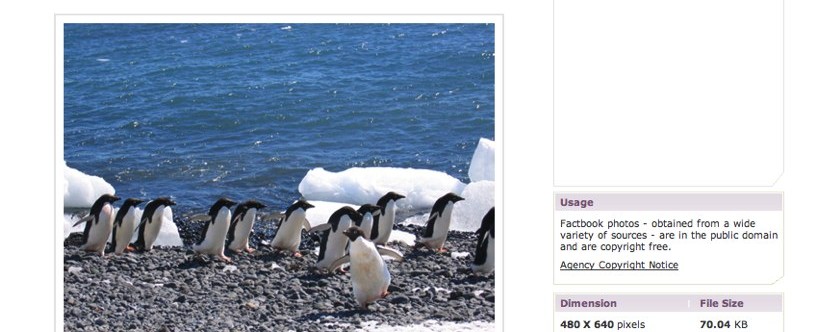 Usage
Factbook photos - obtained from a wide
variety of sources - are in the public domain
and are copyright free.
Agency Copyright Notice
Dimension
File Size
480 X 640 pixels
70.04 KB